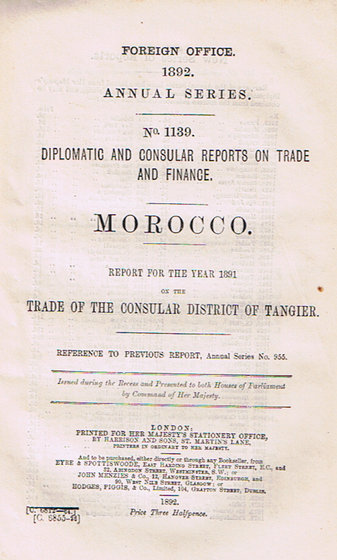 FOREIGN OFFICE.
1892.
ANNUAL SERIES.
No. 1139.
DIPLOMATIC AND CONSULAR REPORTS ON TRADE
AND FINANCE.
MOROCCO.
REPORT FOR THE YEAR 1891
ON THE
TRADE OF THE CONSULAR DISTRICT OF TANGIER.
REFERENCE TO PREVIOUS REPORT, Annual Series No. 955.
Issued during the Recess and Presented to both Houses of Parliament
by Command of Her Majesty.
LONDON:
PRINTED FOR HER MAJESTY'S STATIONERY OFFICE,
BY HARRISON AND SONS, ST. MARTIN'S LANE,
PRINTERS IN ORDINARY TO HER MAJESTY.
And to be purchased, either directly or through any Bookseller, from
EYRE & SPOTTISWOODE, EAST HARDING STREET, FLEET STREET, E.C., and
32, ABINGDON STREET, WESTMINSTER, S.W.; or
JOHN MENZIES & Co., 12, HANOVER STREET, EDINBURGH, and
90, WEST NILE STREET, GLASGOW; or
HODGES, FIGGIS, & Co., Limited, 104, GRAFTON STREET, DUBLIN.
1892.
Price Three Halfpence.
[C. 6855–94]